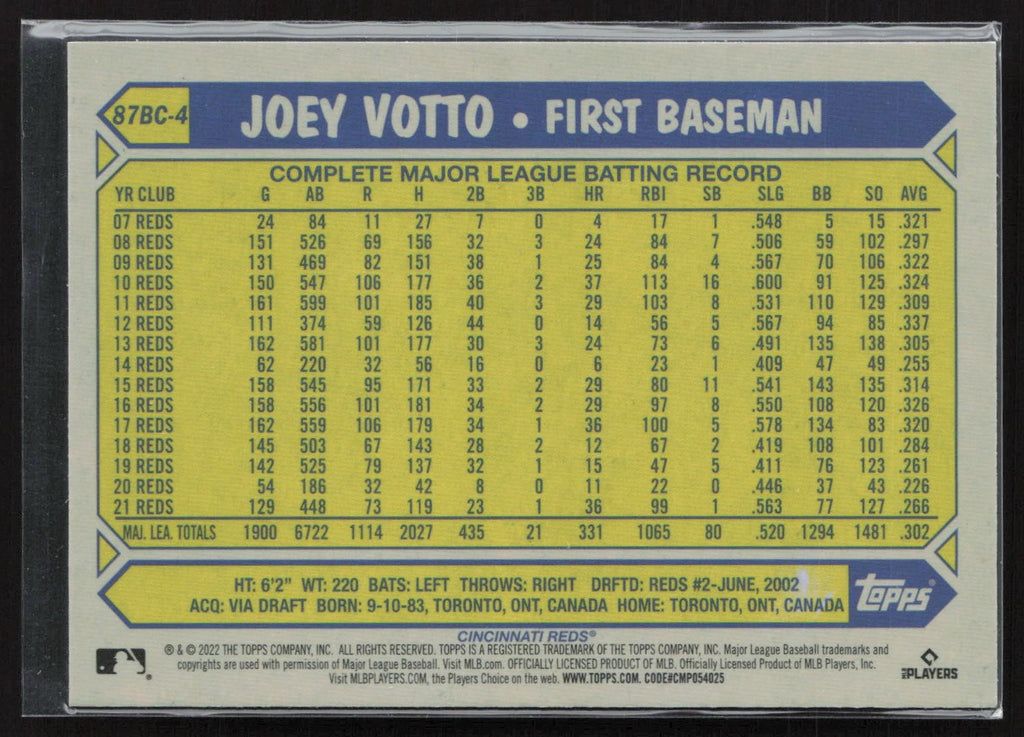 87BC-4 JOEY VOTTO • FIRST BASEMAN
COMPLETE MAJOR LEAGUE BATTING RECORD
YR CLUB G AB R H 2B 3B HR RBI SB SLG BB SO AVG
07 REDS 24 84 11 27 7 0 4 17 1 .548 5 15 .321
08 REDS 151 526 69 156 32 3 24 84 7 .506 59 102 .297
09 REDS 131 469 82 151 38 1 25 84 4 .567 70 106 .322
10 REDS 150 547 106 177 36 2 37 113 16 .600 91 125 .324
11 REDS 161 599 101 185 40 3 29 103 8 .531 110 129 .309
12 REDS 111 374 59 126 44 0 14 56 5 .567 94 85 .337
13 REDS 162 581 101 177 30 3 24 73 6 .491 135 138 .305
14 REDS 62 220 32 56 16 0 6 23 1 .409 47 49 .255
15 REDS 158 545 95 171 33 2 29 80 11 .541 143 135 .314
16 REDS 158 556 101 181 34 2 29 97 8 .550 108 120 .326
17 REDS 162 559 106 179 34 1 36 100 5 .578 134 83 .320
18 REDS 145 503 67 143 28 2 12 67 2 .419 108 101 .284
19 REDS 142 525 79 137 32 1 15 47 5 .411 76 123 .261
20 REDS 54 186 32 42 8 0 11 22 0 .446 37 43 .226
21 REDS 129 448 73 119 23 1 36 99 1 .563 77 127 .266
MAJ. LEA. TOTALS 1900 6722 1114 2027 435 21 331 1065 80 .520 1294 1481 .302
HT: 6'2" WT: 220 BATS: LEFT THROWS: RIGHT DRFTD: REDS #2-JUNE, 2002
ACQ: VIA DRAFT BORN: 9-10-83, TORONTO, ONT, CANADA HOME: TORONTO, ONT, CANADA
topps®
CINCINNATI REDS®
® & © 2022 THE TOPPS COMPANY, INC. ALL RIGHTS RESERVED. TOPPS IS A REGISTERED TRADEMARK OF THE TOPPS COMPANY, INC. Major League Baseball trademarks and
copyrights are used with permission of Major League Baseball. Visit MLB.com. OFFICIALLY LICENSED PRODUCT OF MLB. Officially Licensed Product of MLB Players, Inc.
Visit MLBPLAYERS.COM, the Players Choice on the web. WWW.TOPPS.COM. CODE#CMP054025
MLB PLAYERS